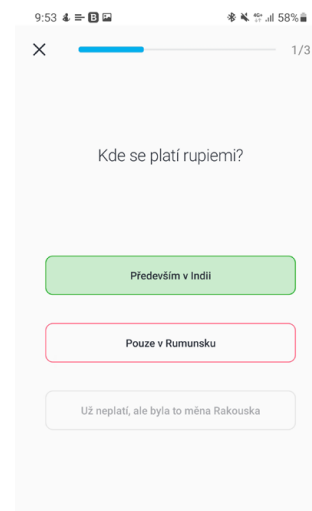 9:53
58%
1/3
Kde se platí rupiemi?
Především v Indii
Pouze v Rumunsku
Už neplatí, ale byla to měna Rakouska